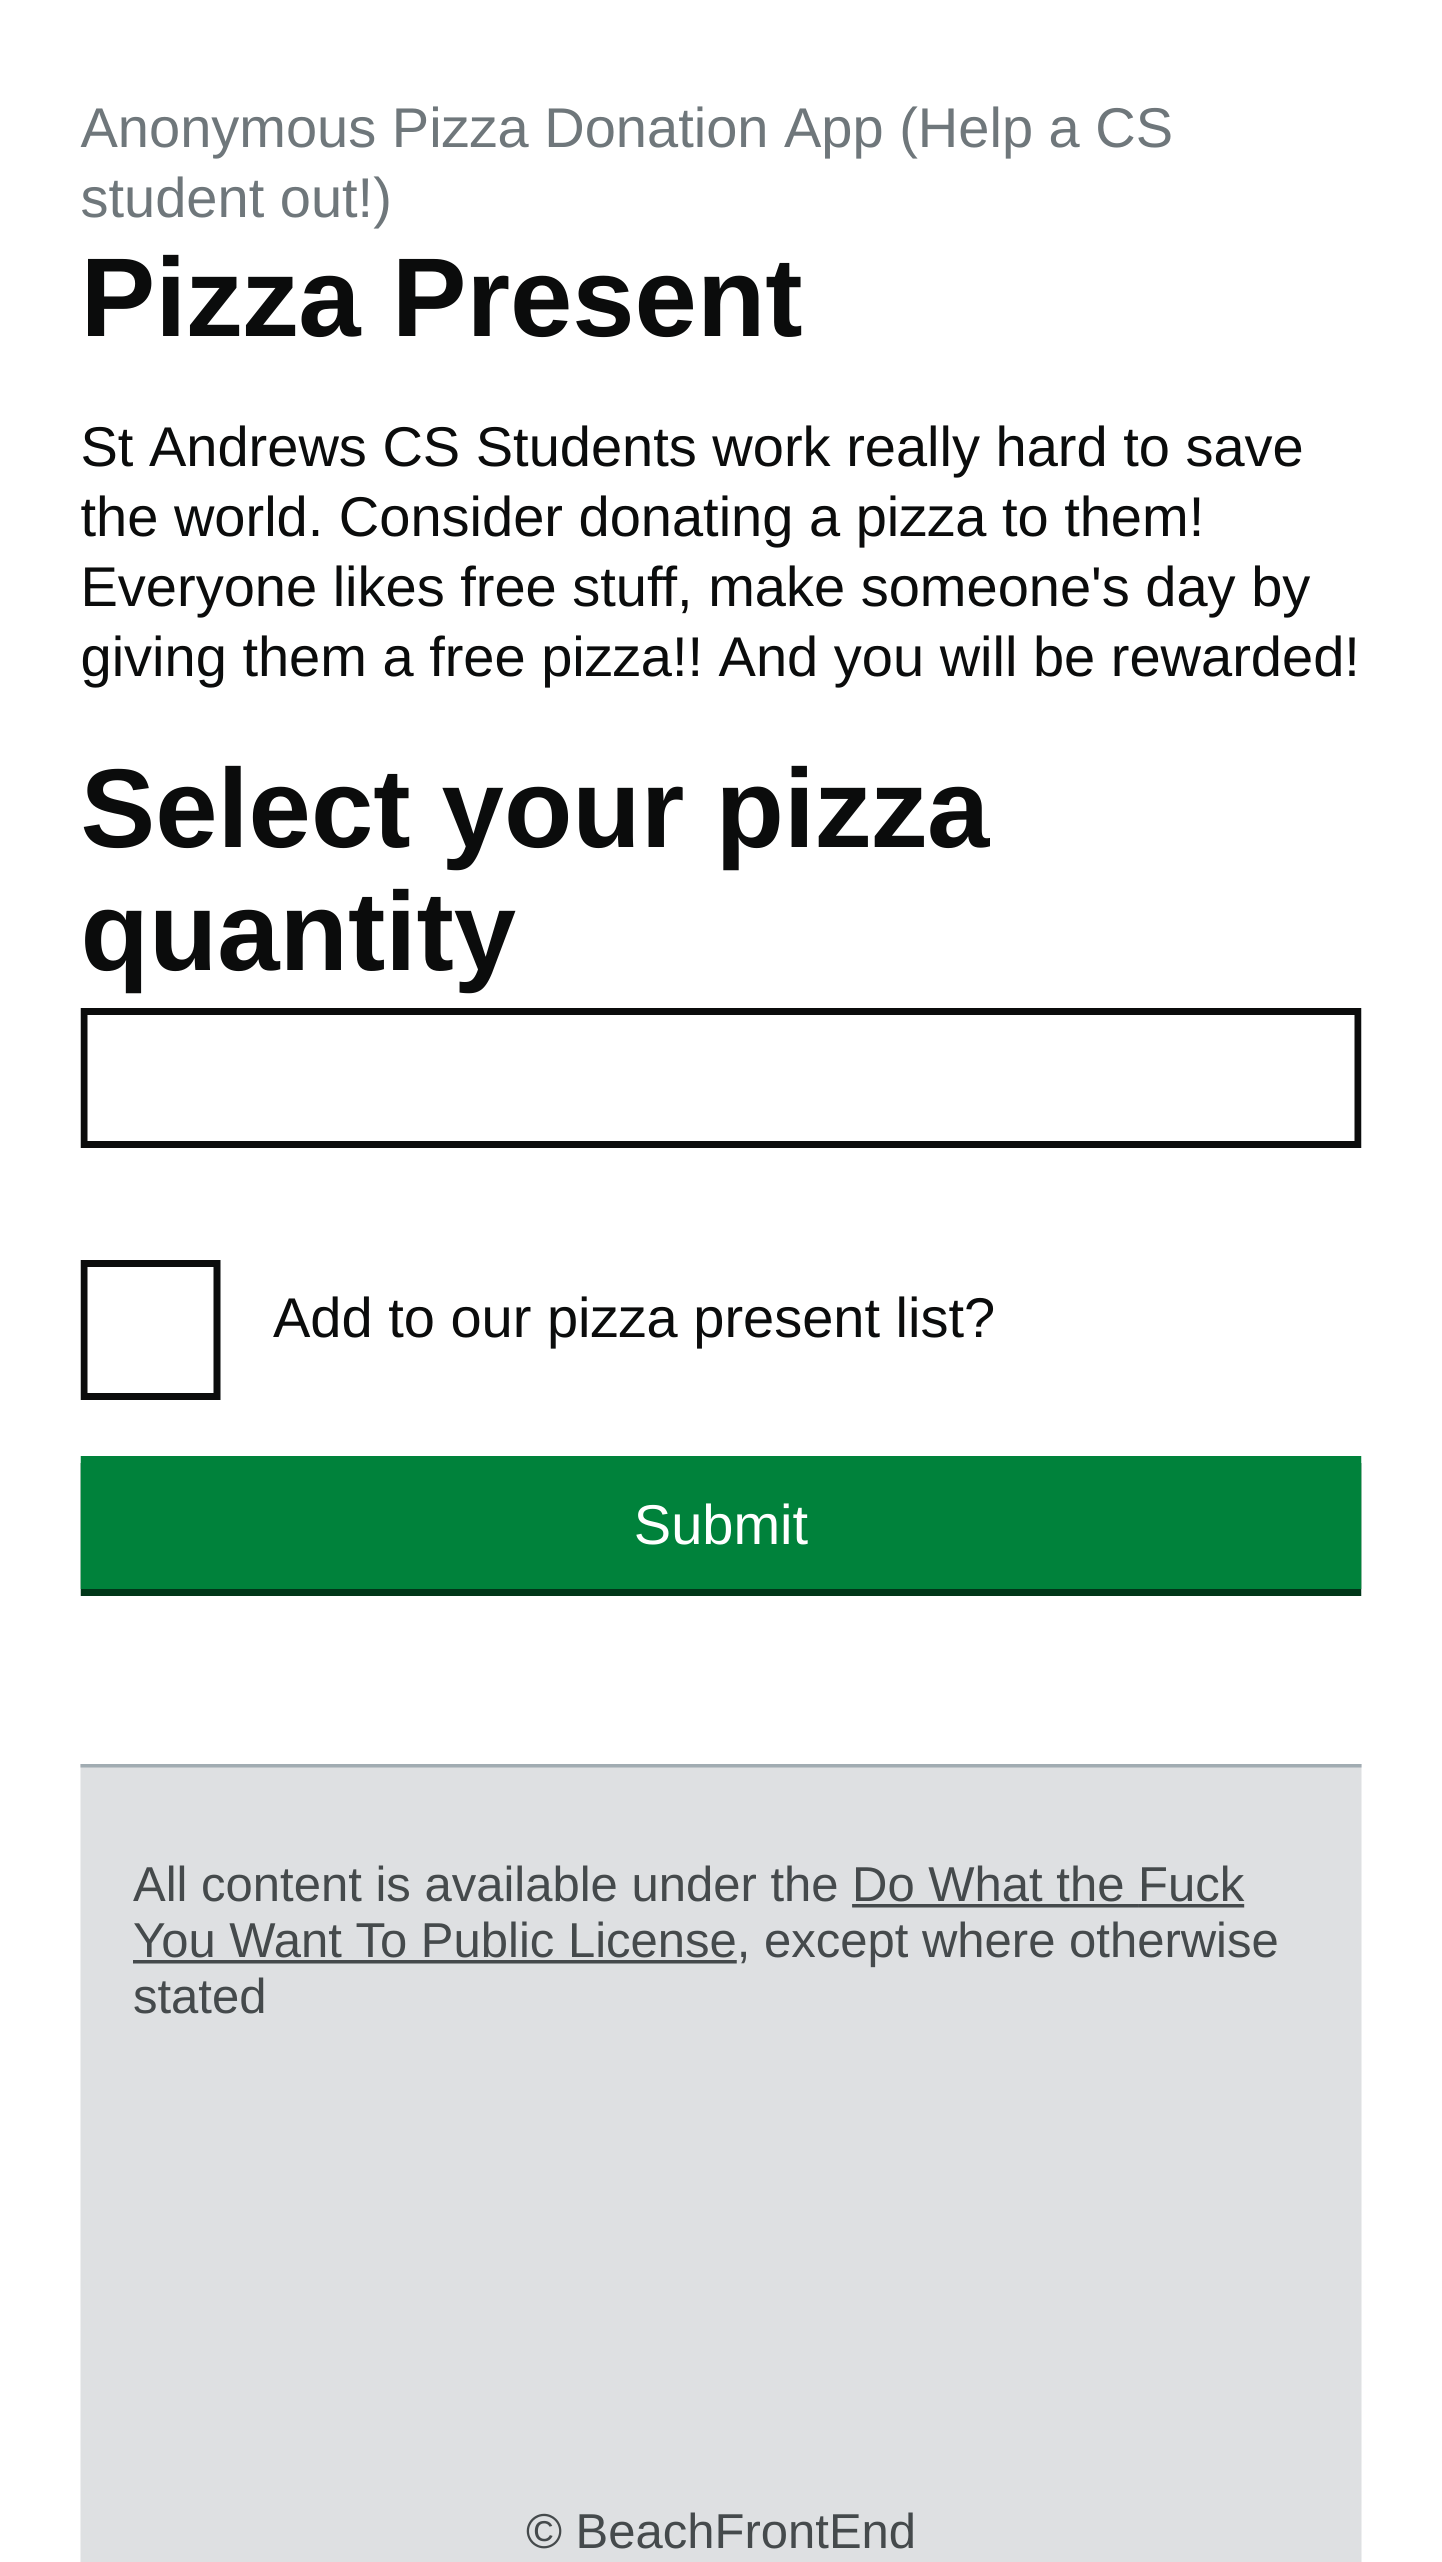 Anonymous Pizza Donation App (Help a CS
student out!)
Pizza Present
St Andrews CS Students work really hard to save
the world. Consider donating a pizza to them!
Everyone likes free stuff, make someone's day by
giving them a free pizza!! And you will be rewarded!
Select your pizza
quantity
Add to our pizza present list?
Submit
All content is available under the Do What the Fuck
You Want To Public License, except where otherwise
stated
© BeachFrontEnd